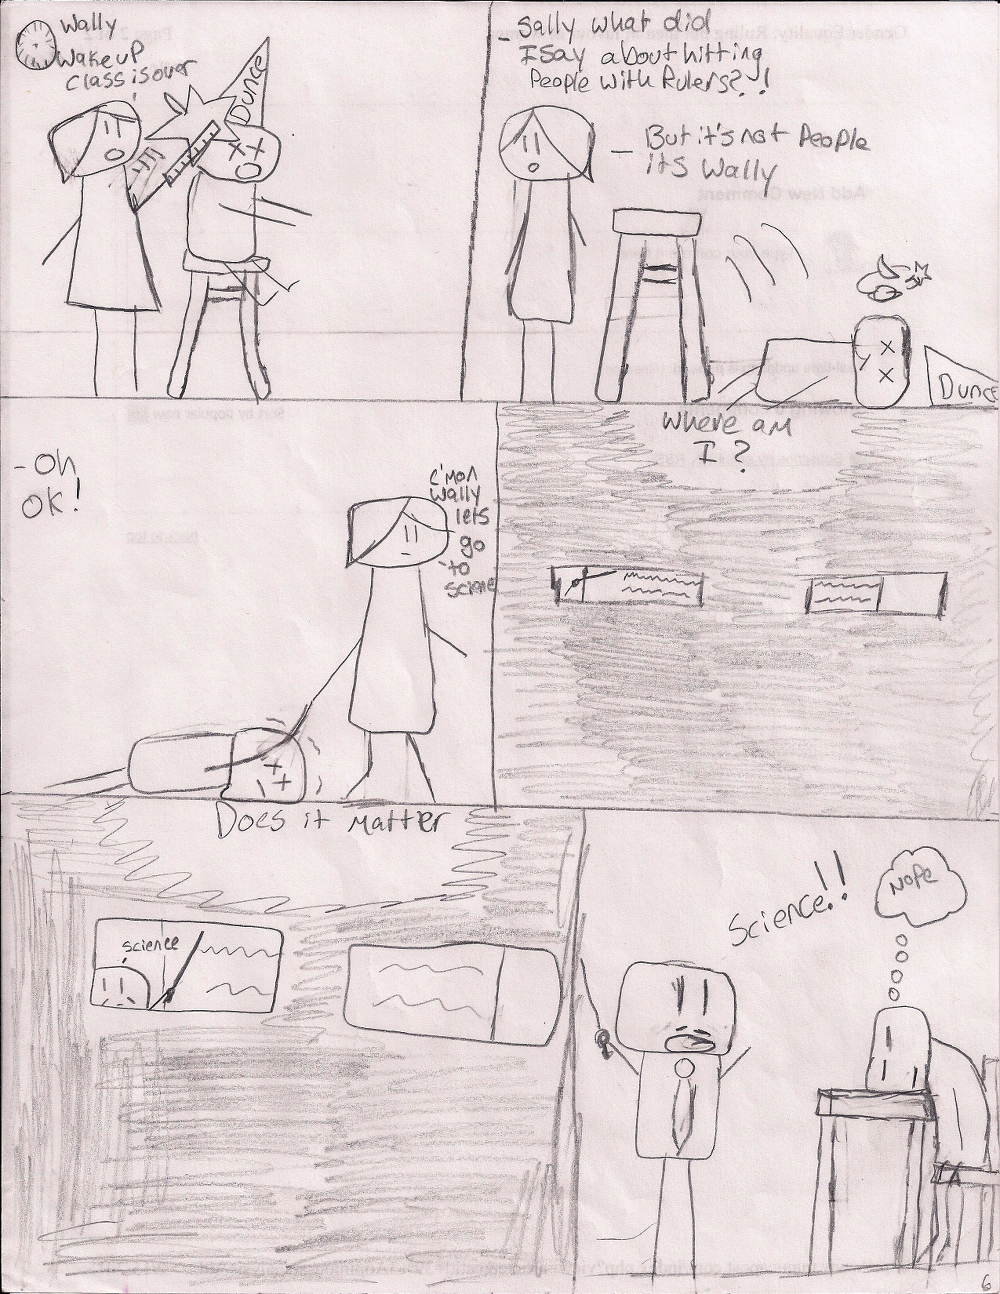 Wally
Wake up
class is over
Dunce
- Sally what did
I say about hitting
People with Rulers?!
- But it's not People
its Wally
Dunce
- Oh
OK!
C'mon
Wally
lets
go
to
science
Where am
I?
Does it Matter
science
Science!!
Nope
6